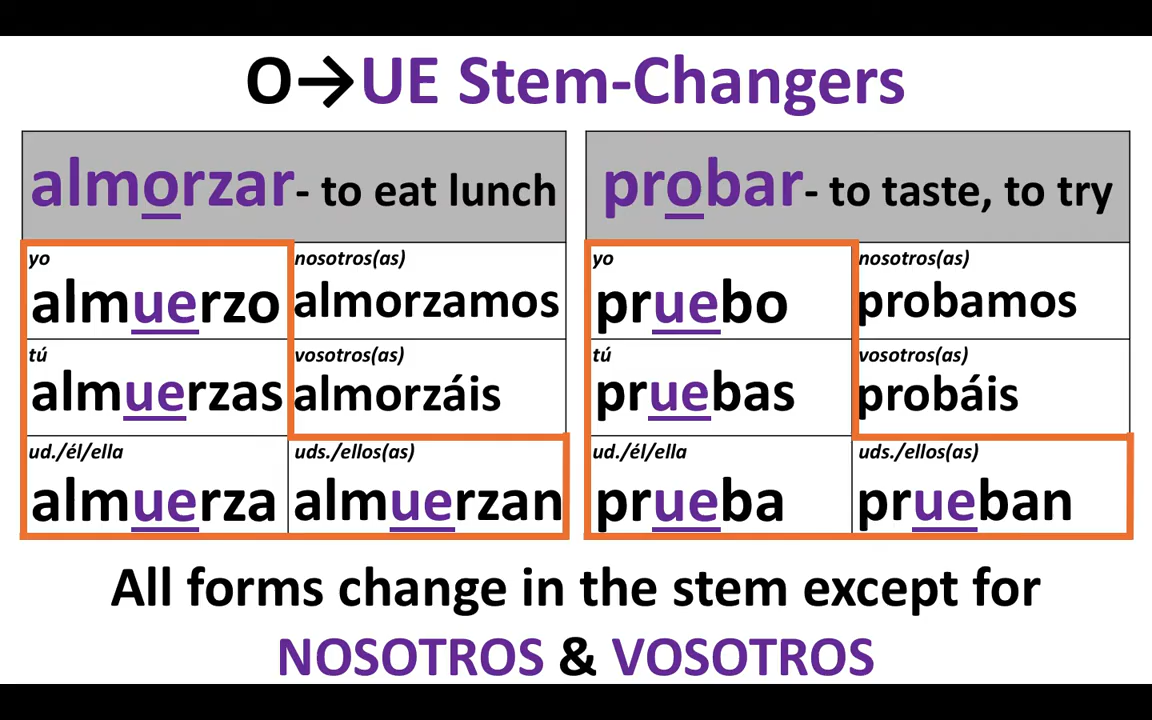 O→UE Stem-Changers
almorzar- to eat lunch
yo
almuerzo
nosotros(as)
almorzamos
tú
almuerzas
vosotros(as)
almorzáis
ud./él/ella
almuerza
uds./ellos(as)
almuerzan
probar- to taste, to try
yo
pruebo
nosotros(as)
probamos
tú
pruebas
vosotros(as)
probáis
ud./él/ella
prueba
uds./ellos(as)
prueban
All forms change in the stem except for
NOSOTROS & VOSOTROS